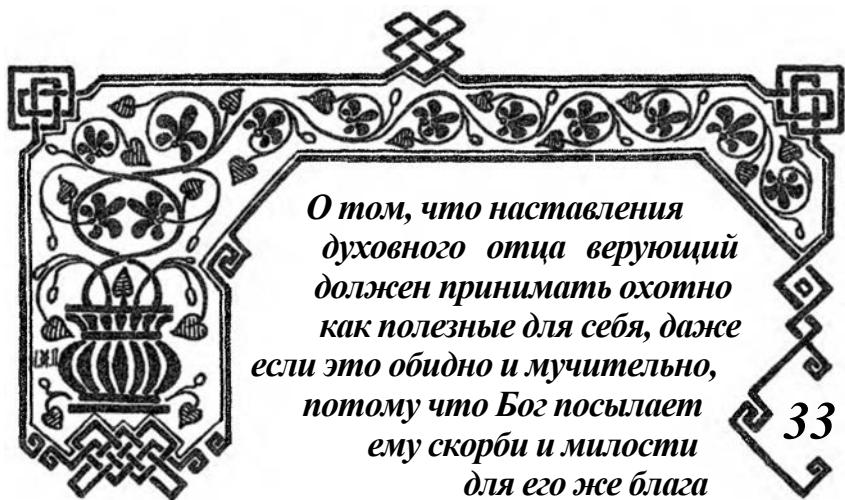 О том, что наставления
духовного отца верующий
должен принимать охотно
как полезные для себя, даже
если это обидно и мучительно,
потому что Бог посылает
33
ему скорби и милости
для его же блага